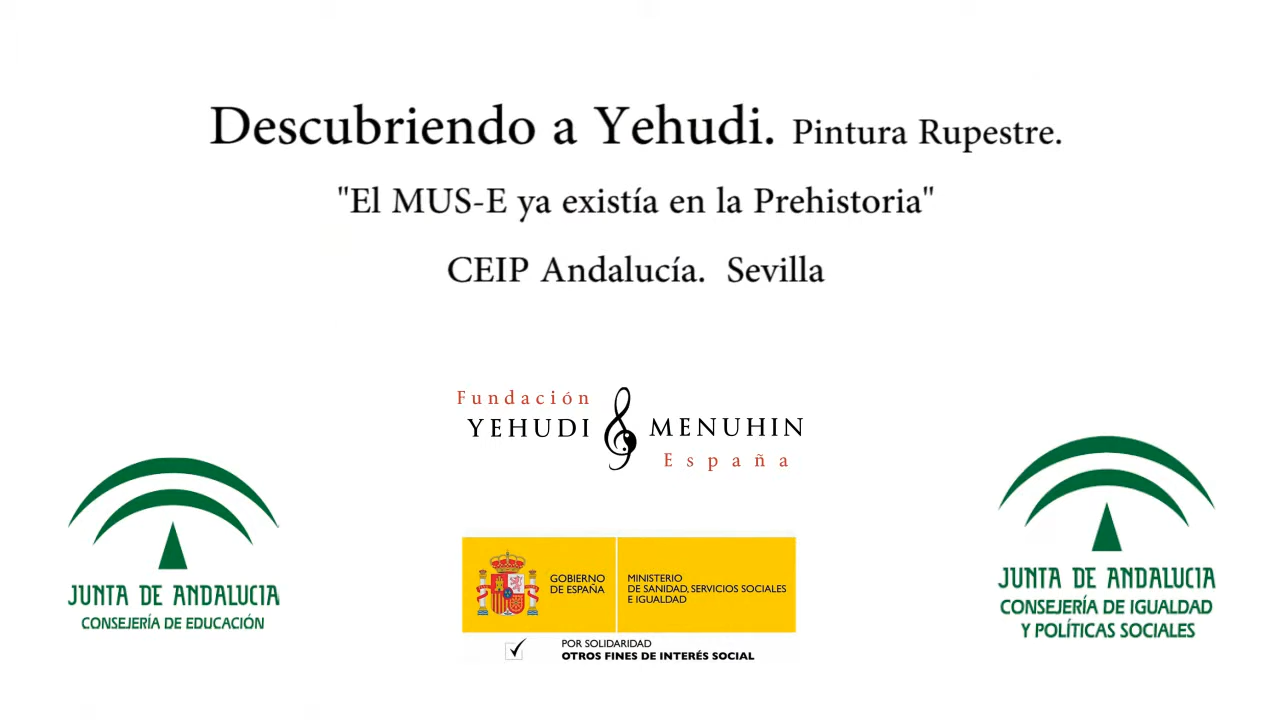 Descubriendo a Yehudi. Pintura Rupestre.
"El MUS-E ya existía en la Prehistoria"
CEIP Andalucía. Sevilla
Fundación
YEHUDI MENUHIN
España
JUNTA DE ANDALUCIA
CONSEJERÍA DE EDUCACIÓN
GOBIERNO
DE ESPAÑA
MINISTERIO
DE SANIDAD, SERVICIOS SOCIALES
E IGUALDAD
POR SOLIDARIDAD
OTROS FINES DE INTERÉS SOCIAL
JUNTA DE ANDALUCIA
CONSEJERÍA DE IGUALDAD
Y POLÍTICAS SOCIALES